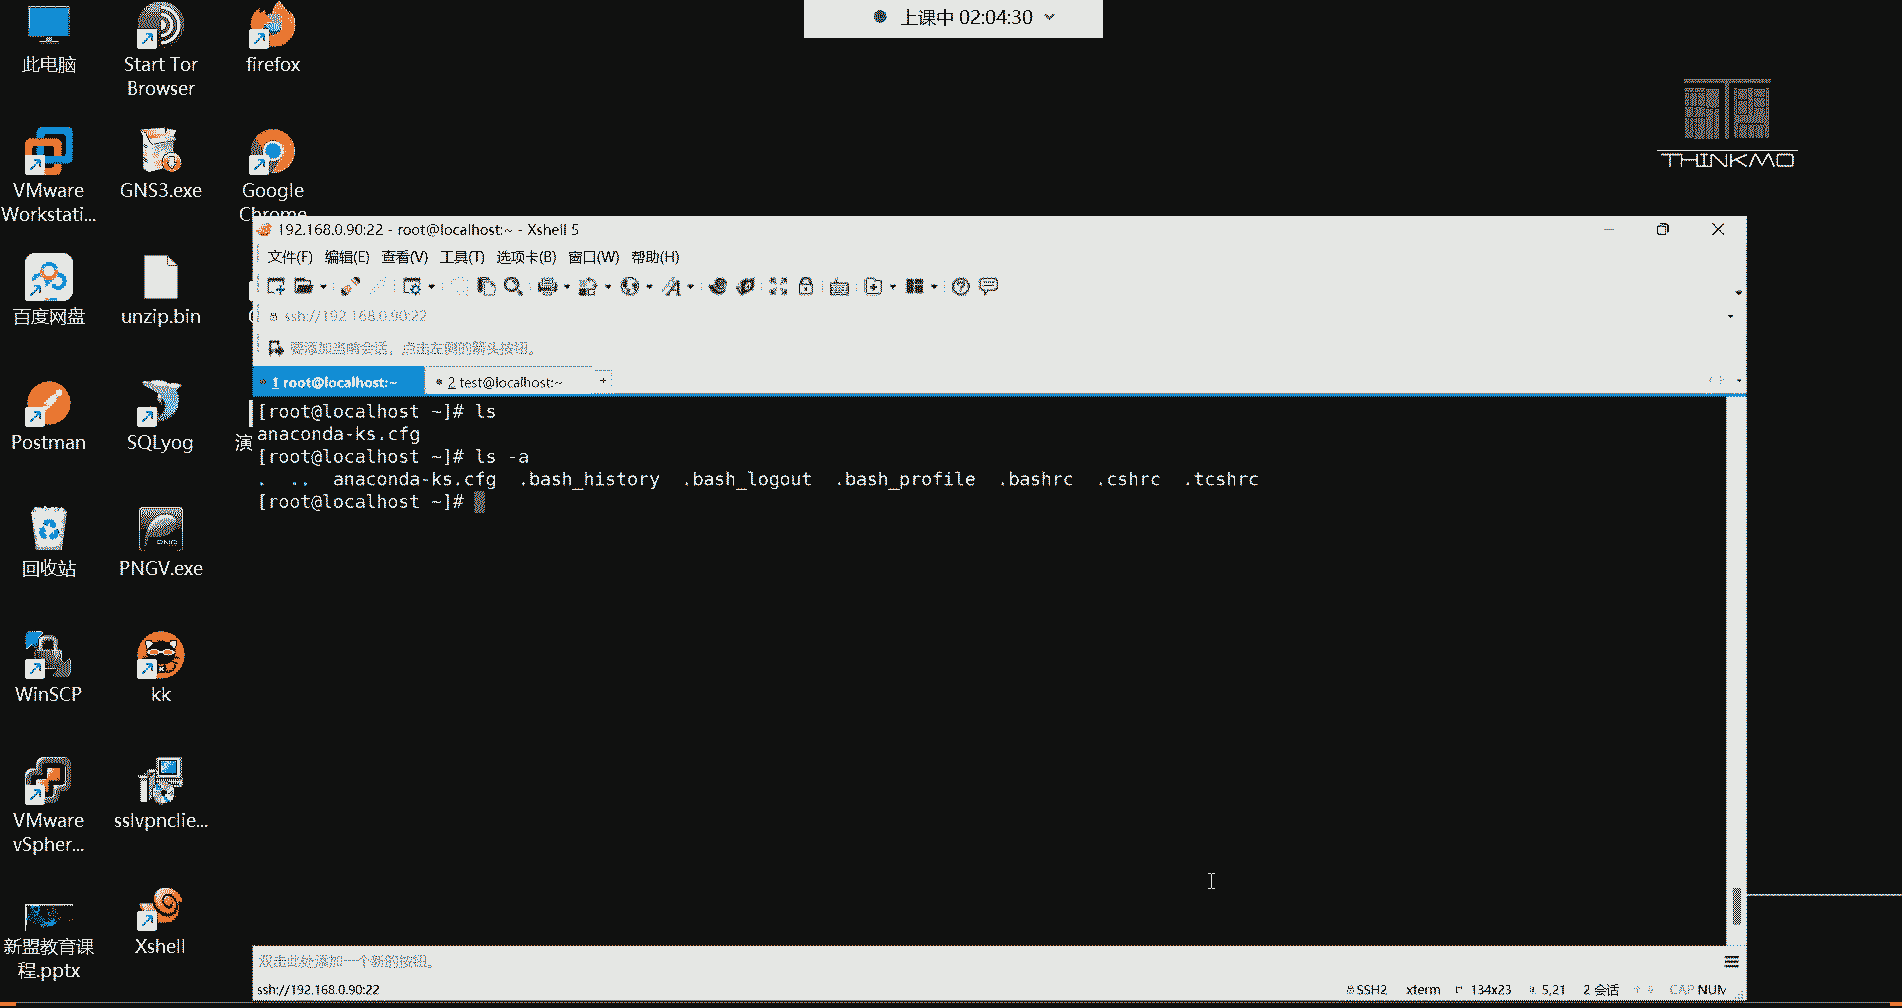 上课中 02:04:30
此电脑
Start Tor
Browser
firefox
THINKMO
VMware
Workstati...
GNS3.exe
Google
Chrome
百度网盘
unzip.bin
Postman
SQLyog
演
回收站
PNGV.exe
WinSCP
kk
VMware
vSpher...
sslvpnclie...
新盟教育课
程.pptx
Xshell
192.168.0.90:22 - root@localhost:~ - Xshell 5
文件(F) 编辑(E) 查看(V) 工具(T) 选项卡(B) 窗口(W) 帮助(H)
ssh://192.168.0.90:22
要添加当前会话，点击左侧的箭头按钮。
1 root@localhost:~
2 test@localhost:~
[root@localhost ~]# ls
anaconda-ks.cfg
[root@localhost ~]# ls -a
. .. anaconda-ks.cfg .bash_history .bash_logout .bash_profile .bashrc .cshrc .tcshrc
[root@localhost ~]#
双击此处添加一个新的按钮。
ssh://192.168.0.90:22
SSH2 xterm 134x23 5,21 2 会话 CAP NUM